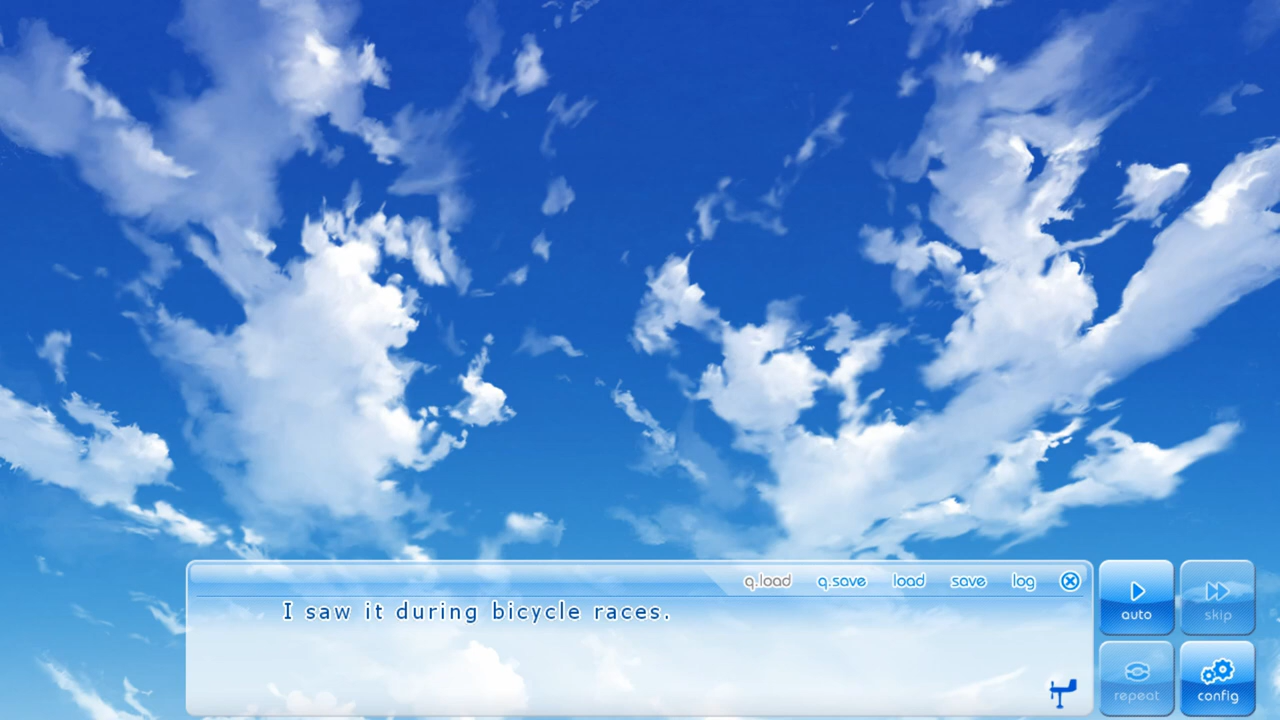 q.load q.save load save log
I saw it during bicycle races.
auto skip
repeat config